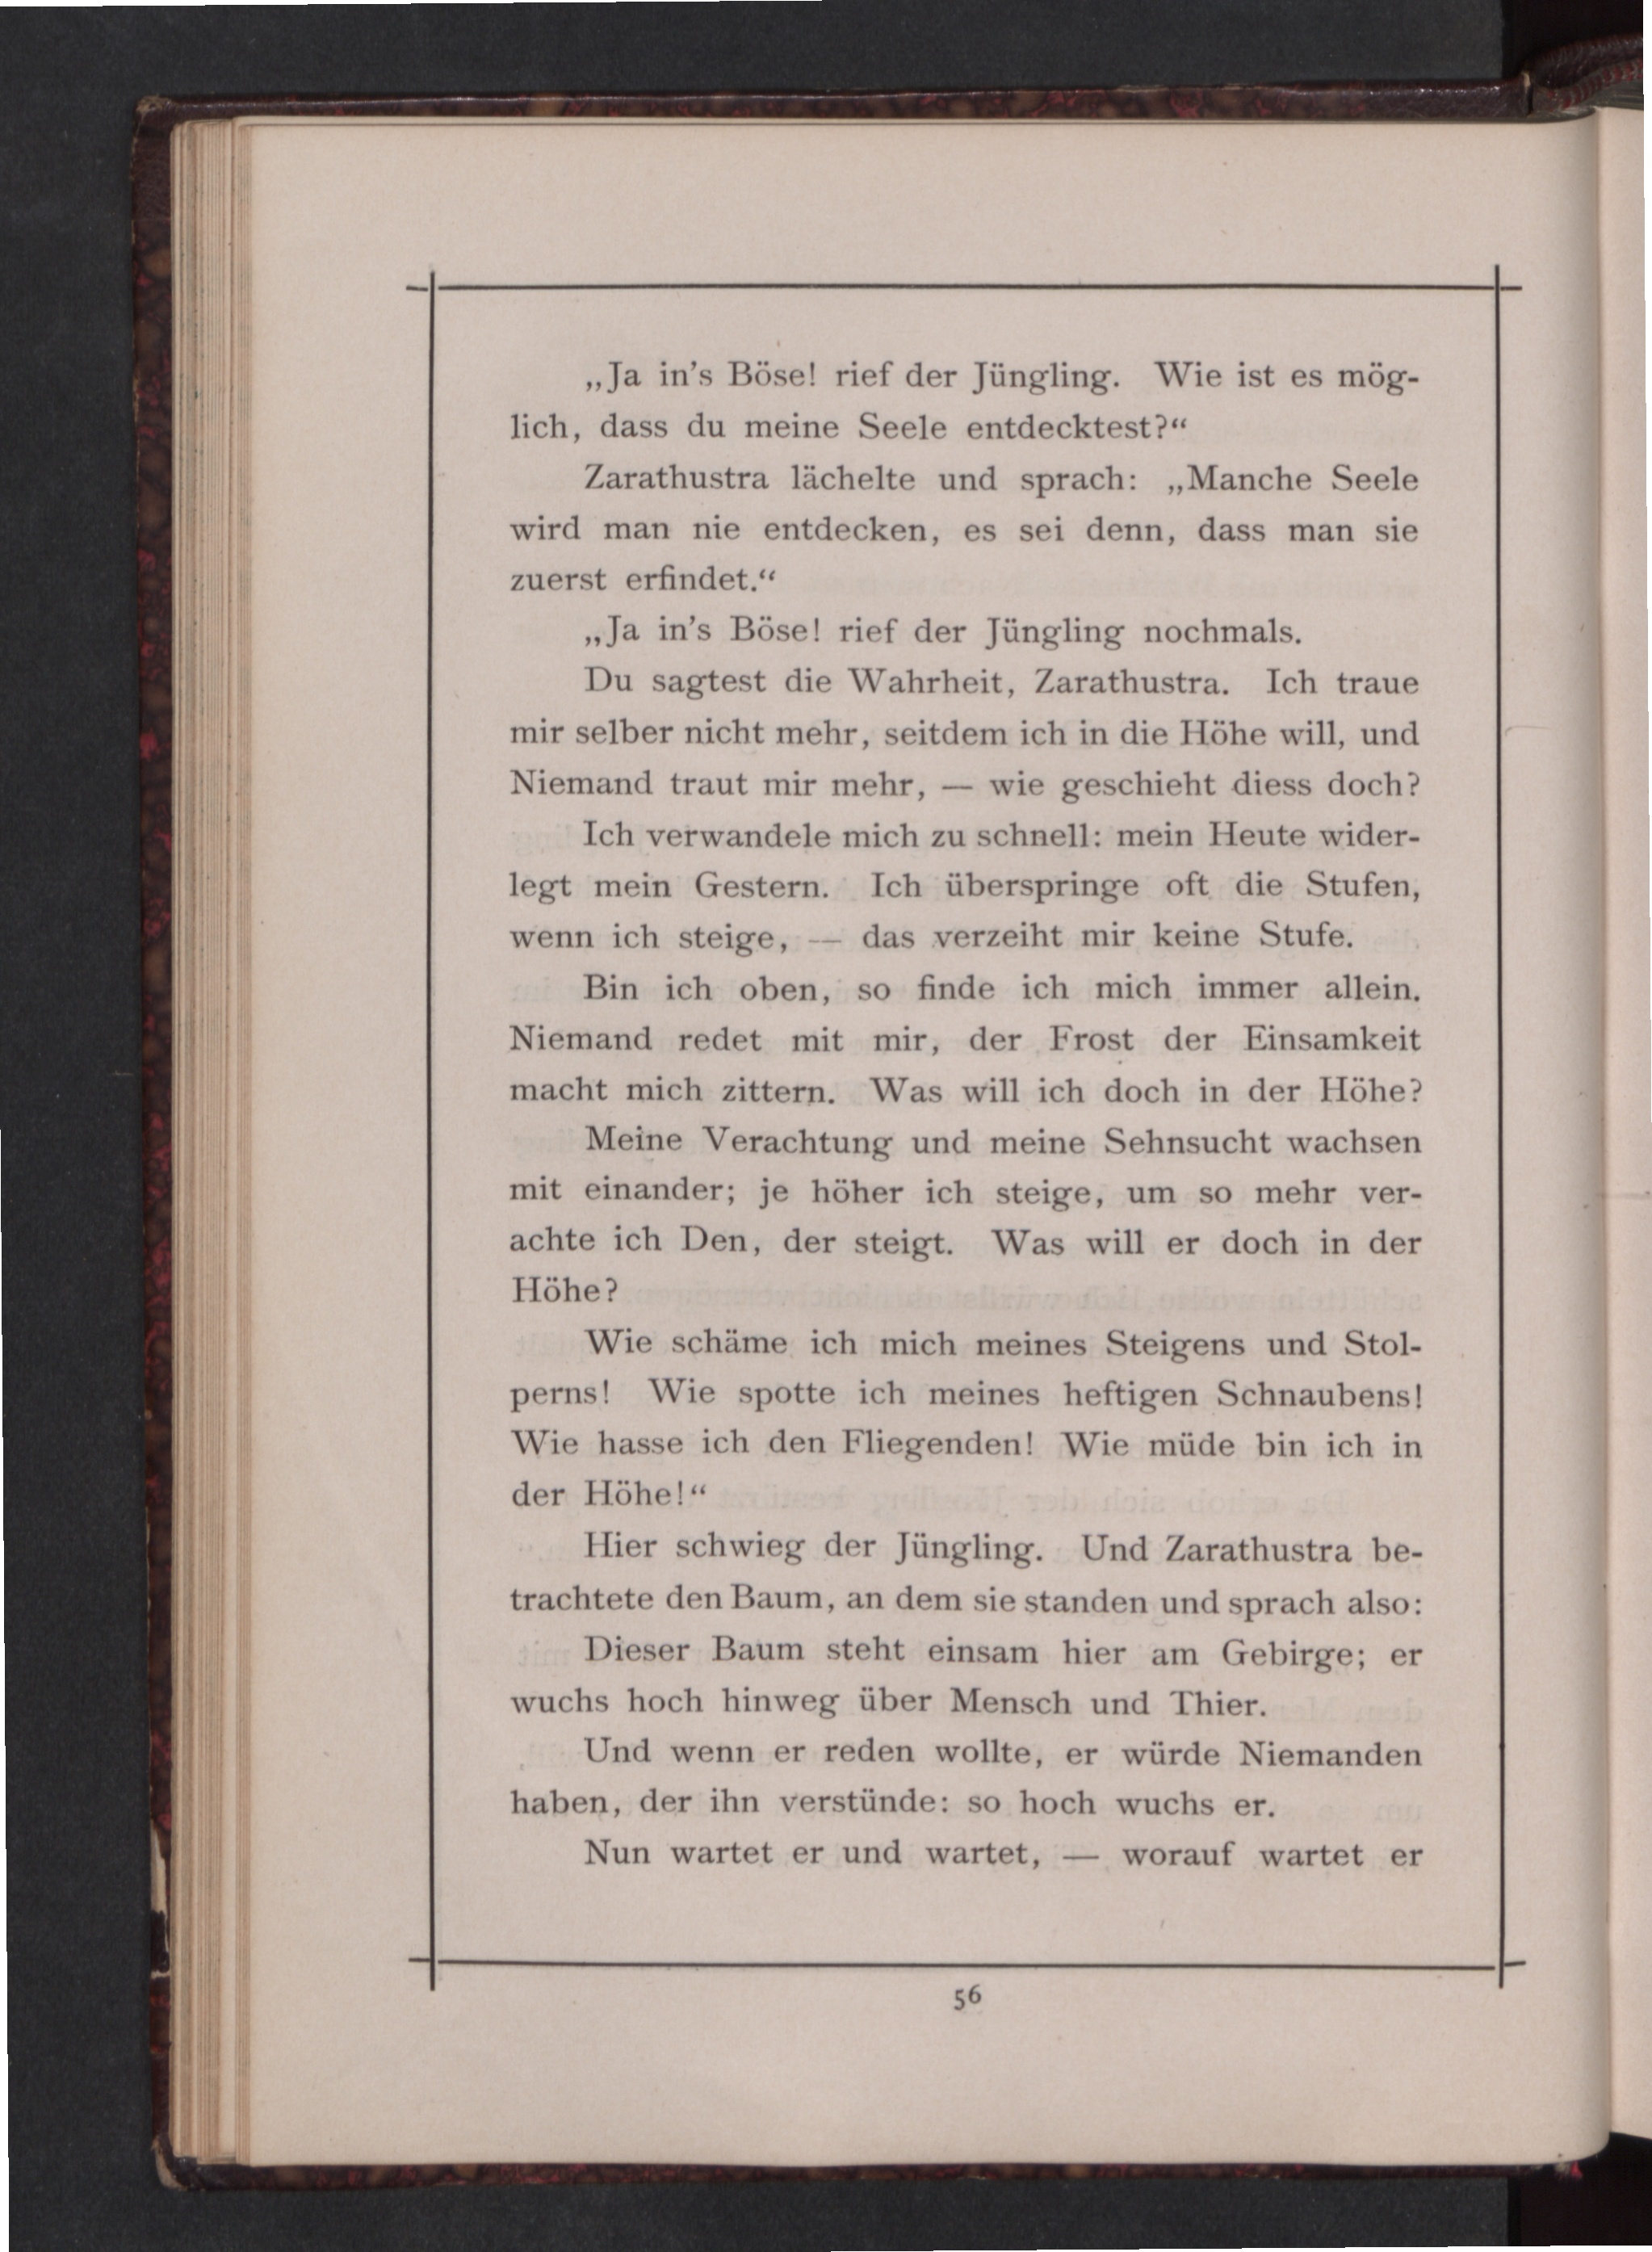 „Ja in's Böse! rief der Jüngling. Wie ist es mög-
lich, dass du meine Seele entdecktest?“
Zarathustra lächelte und sprach: „Manche Seele
wird man nie entdecken, es sei denn, dass man sie
zuerst erfindet.“
„Ja in's Böse! rief der Jüngling nochmals.
Du sagtest die Wahrheit, Zarathustra. Ich traue
mir selber nicht mehr, seitdem ich in die Höhe will, und
Niemand traut mir mehr, — wie geschieht diess doch?
Ich verwandele mich zu schnell: mein Heute wider-
legt mein Gestern. Ich überspringe oft die Stufen,
wenn ich steige, — das verzeiht mir keine Stufe.
Bin ich oben, so finde ich mich immer allein.
Niemand redet mit mir, der Frost der Einsamkeit
macht mich zittern. Was will ich doch in der Höhe?
Meine Verachtung und meine Sehnsucht wachsen
mit einander; je höher ich steige, um so mehr ver-
achte ich Den, der steigt. Was will er doch in der
Höhe?
Wie schäme ich mich meines Steigens und Stol-
perns! Wie spotte ich meines heftigen Schnaubens!
Wie hasse ich den Fliegenden! Wie müde bin ich in
der Höhe!“
Hier schwieg der Jüngling. Und Zarathustra be-
trachtete den Baum, an dem sie standen und sprach also:
Dieser Baum steht einsam hier am Gebirge; er
wuchs hoch hinweg über Mensch und Thier.
Und wenn er reden wollte, er würde Niemanden
haben, der ihn verstünde: so hoch wuchs er.
Nun wartet er und wartet, — worauf wartet er
56